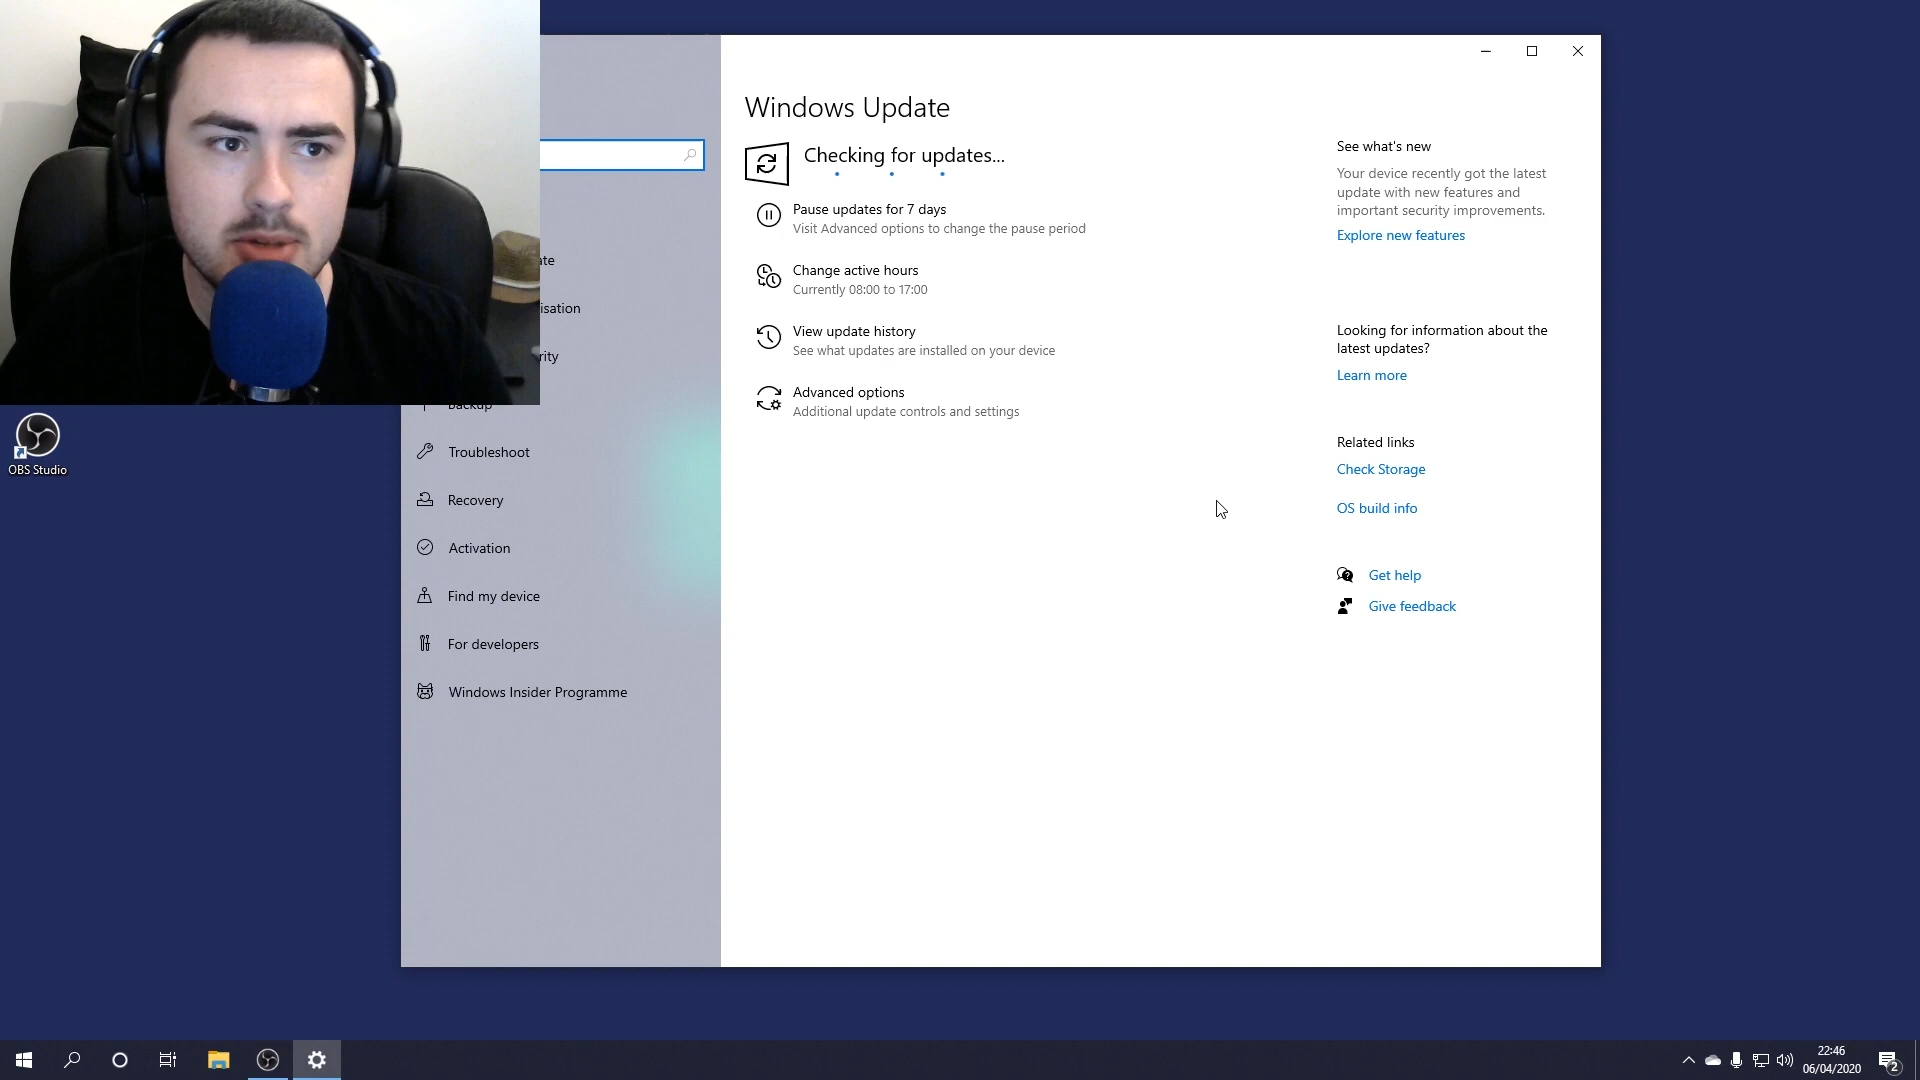 Windows Update
Checking for updates...
Pause updates for 7 days
Visit Advanced options to change the pause period
Change active hours
Currently 08:00 to 17:00
View update history
See what updates are installed on your device
Advanced options
Additional update controls and settings
See what's new
Your device recently got the latest
update with new features and
important security improvements.
Explore new features
Looking for information about the
latest updates?
Learn more
Related links
Check Storage
OS build info
Get help
Give feedback
Backup
Troubleshoot
Recovery
Activation
Find my device
For developers
Windows Insider Programme
OBS Studio
22:46
06/04/2020
2